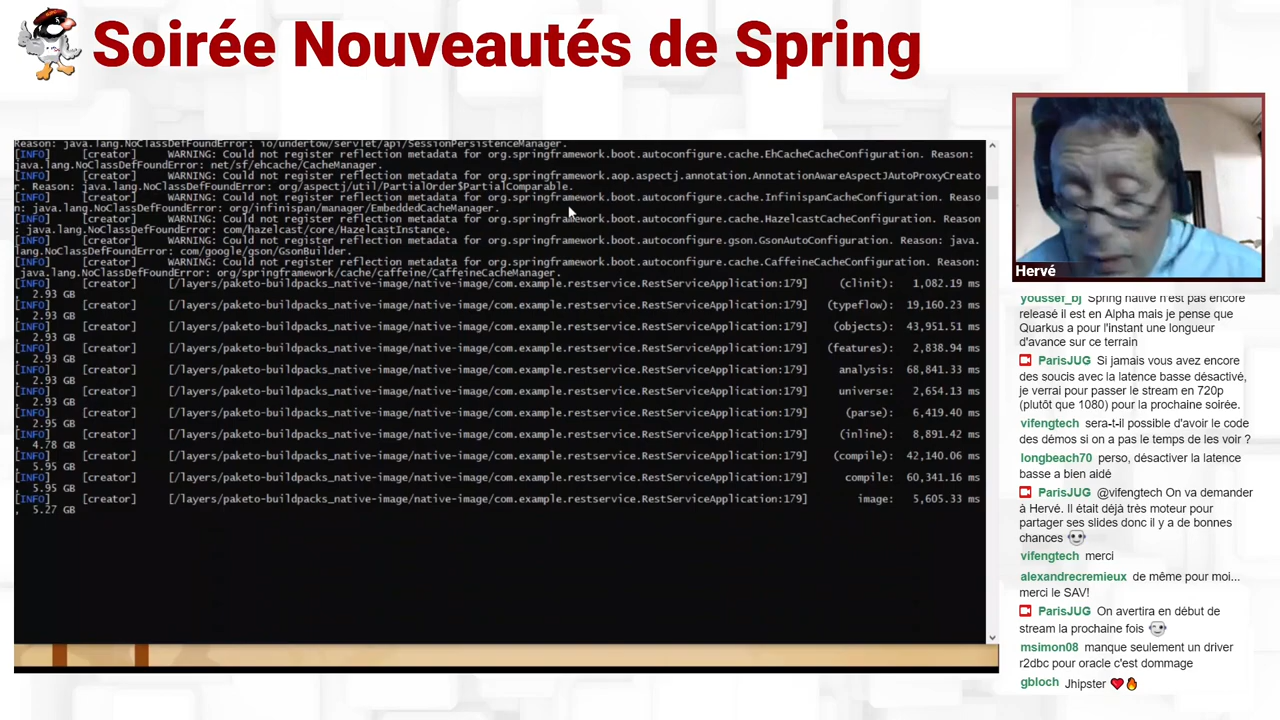 Soirée Nouveautés de Spring
Reason: java.lang.NoClassDefFoundError: io/undertow/servlet/api/SessionPersistenceManager.
[INFO]     [creator]     WARNING: Could not register reflection metadata for org.springframework.boot.autoconfigure.cache.EhCacheCacheConfiguration. Reason:
java.lang.NoClassDefFoundError: net/sf/ehcache/CacheManager.
[INFO]     [creator]     WARNING: Could not register reflection metadata for org.springframework.aop.aspectj.annotation.AnnotationAwareAspectJAutoProxyCreato
r. Reason: java.lang.NoClassDefFoundError: org/aspectj/util/PartialOrder$PartialComparable.
[INFO]     [creator]     WARNING: Could not register reflection metadata for org.springframework.boot.autoconfigure.cache.InfinispanCacheConfiguration. Reaso
n: java.lang.NoClassDefFoundError: org/infinispan/manager/EmbeddedCacheManager.
[INFO]     [creator]     WARNING: Could not register reflection metadata for org.springframework.boot.autoconfigure.cache.HazelcastCacheConfiguration. Reason
: java.lang.NoClassDefFoundError: com/hazelcast/core/HazelcastInstance.
[INFO]     [creator]     WARNING: Could not register reflection metadata for org.springframework.boot.autoconfigure.gson.GsonAutoConfiguration. Reason: java.
lang.NoClassDefFoundError: com/google/gson/GsonBuilder.
[INFO]     [creator]     WARNING: Could not register reflection metadata for org.springframework.boot.autoconfigure.cache.CaffeineCacheConfiguration. Reason:
java.lang.NoClassDefFoundError: org/springframework/cache/caffeine/CaffeineCacheManager.
[INFO]     [creator]     [/layers/paketo-buildpacks_native-image/native-image/com.example.restservice.RestServiceApplication:179]    (clinit):   1,082.19 ms
,  2.93 GB
[INFO]     [creator]     [/layers/paketo-buildpacks_native-image/native-image/com.example.restservice.RestServiceApplication:179]    (typeflow):  19,160.23 ms
,  2.93 GB
[INFO]     [creator]     [/layers/paketo-buildpacks_native-image/native-image/com.example.restservice.RestServiceApplication:179]    (objects):  43,951.51 ms
,  2.93 GB
[INFO]     [creator]     [/layers/paketo-buildpacks_native-image/native-image/com.example.restservice.RestServiceApplication:179]    (features):   2,838.94 ms
,  2.93 GB
[INFO]     [creator]     [/layers/paketo-buildpacks_native-image/native-image/com.example.restservice.RestServiceApplication:179]    analysis:  68,841.33 ms
,  2.93 GB
[INFO]     [creator]     [/layers/paketo-buildpacks_native-image/native-image/com.example.restservice.RestServiceApplication:179]    universe:   2,654.13 ms
,  2.93 GB
[INFO]     [creator]     [/layers/paketo-buildpacks_native-image/native-image/com.example.restservice.RestServiceApplication:179]    (parse):   6,419.40 ms
,  2.95 GB
[INFO]     [creator]     [/layers/paketo-buildpacks_native-image/native-image/com.example.restservice.RestServiceApplication:179]    (inline):   8,891.42 ms
,  4.78 GB
[INFO]     [creator]     [/layers/paketo-buildpacks_native-image/native-image/com.example.restservice.RestServiceApplication:179]    (compile):  42,140.06 ms
,  5.95 GB
[INFO]     [creator]     [/layers/paketo-buildpacks_native-image/native-image/com.example.restservice.RestServiceApplication:179]    compile:  60,341.16 ms
,  5.95 GB
[INFO]     [creator]     [/layers/paketo-buildpacks_native-image/native-image/com.example.restservice.RestServiceApplication:179]    image:   5,605.33 ms
,  5.27 GB
Hervé
youssef_bj Spring native n'est pas encore
releasé il est en Alpha mais je pense que
Quarkus a pour l'instant une longueur
d'avance sur ce terrain
ParisJUG Si jamais vous avez encore
des soucis avec la latence basse désactivé,
je verrai pour passer le stream en 720p
(plutôt que 1080) pour la prochaine soirée.
vifengtech sera-t-il possible d'avoir le code
des démos si on a pas le temps de les voir ?
longbeach70 perso, désactiver la latence
basse a bien aidé
ParisJUG @vifengtech On va demander
à Hervé. Il était déjà très moteur pour
partager ses slides donc il y a de bonnes
chances
vifengtech merci
alexandrecremieux de même pour moi...
merci le SAV!
ParisJUG On avertira en début de
stream la prochaine fois
msimon08 manque seulement un driver
r2dbc pour oracle c'est dommage
gbloch Jhipster ❤️🔥